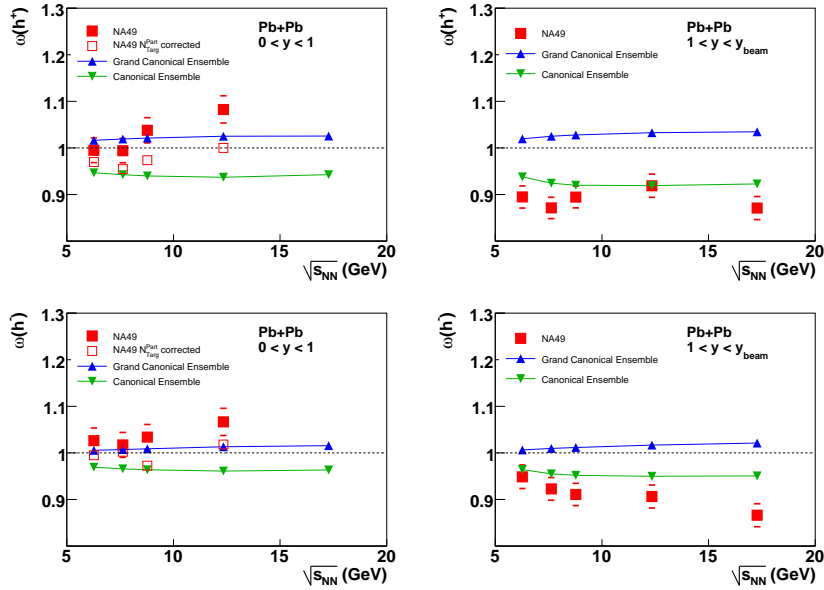 ω(h⁺)
1.3
1.2
1.1
1
0.9
NA49
NA49 N^Part_Targ corrected
Grand Canonical Ensemble
Canonical Ensemble
Pb+Pb
0 < y < 1
5 10 15 20
√s_NN (GeV)
ω(h⁺)
1.3
1.2
1.1
1
0.9
NA49
Grand Canonical Ensemble
Canonical Ensemble
Pb+Pb
1 < y < y_beam
5 10 15 20
√s_NN (GeV)
ω(h⁻)
1.3
1.2
1.1
1
0.9
NA49
NA49 N^Part_Targ corrected
Grand Canonical Ensemble
Canonical Ensemble
Pb+Pb
0 < y < 1
5 10 15 20
√s_NN (GeV)
ω(h⁻)
1.3
1.2
1.1
1
0.9
NA49
Grand Canonical Ensemble
Canonical Ensemble
Pb+Pb
1 < y < y_beam
5 10 15 20
√s_NN (GeV)